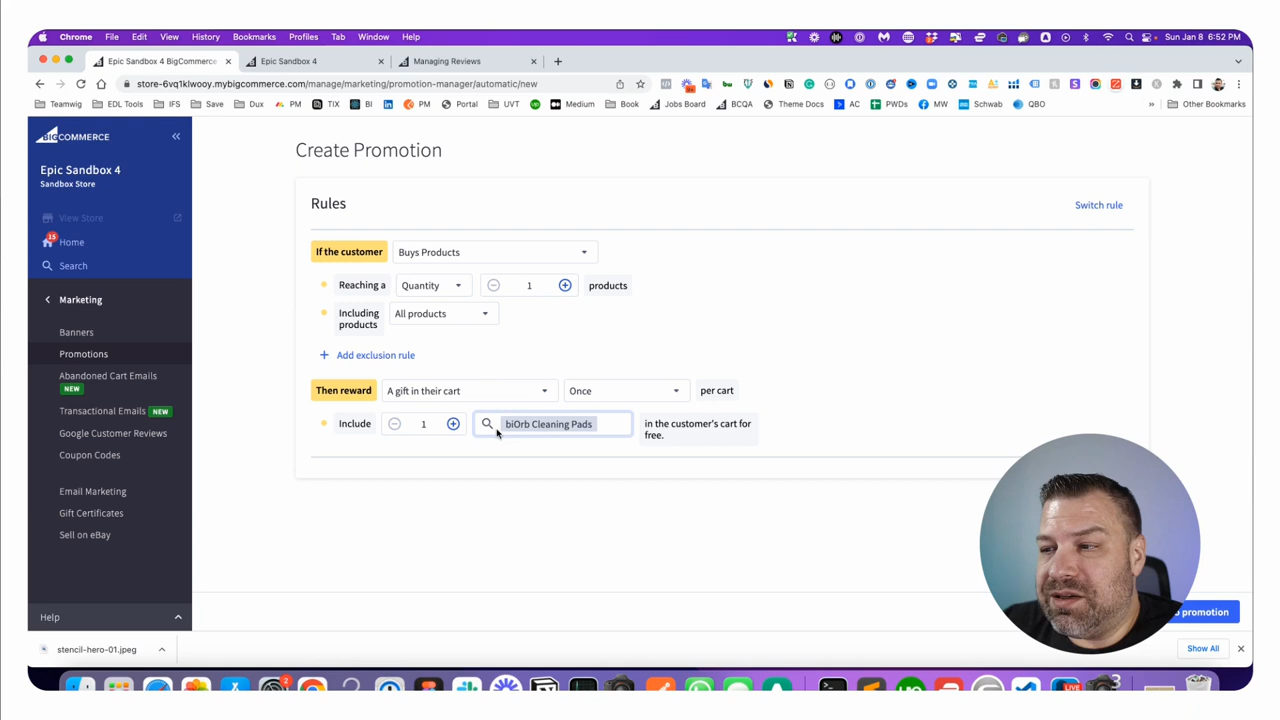 Chrome File Edit View History Bookmarks Profiles Tab Window Help Sun Jan 8 6:52 PM
Epic Sandbox 4 BigCommerce Epic Sandbox 4 Managing Reviews
store-6vq1klwooy.mybigcommerce.com/manage/marketing/promotion-manager/automatic/new
Teamwig EDL Tools IFS Save Dux PM TIX BI PM Portal UVT Medium Book Jobs Board BCQA Theme Docs AC PWDs MW Schwab QBO » Other Bookmarks
BIGCOMMERCE
Epic Sandbox 4
Sandbox Store
View Store
15
Home
Search
Marketing
Banners
Promotions
Abandoned Cart Emails
NEW
Transactional Emails NEW
Google Customer Reviews
Coupon Codes
Email Marketing
Gift Certificates
Sell on eBay
Help
Create Promotion
Rules
Switch rule
If the customer Buys Products
Reaching a Quantity 1 products
Including products All products
+ Add exclusion rule
Then reward A gift in their cart Once per cart
Include 1 biOrb Cleaning Pads in the customer's cart for
free.
promotion
stencil-hero-01.jpeg
Show All
2